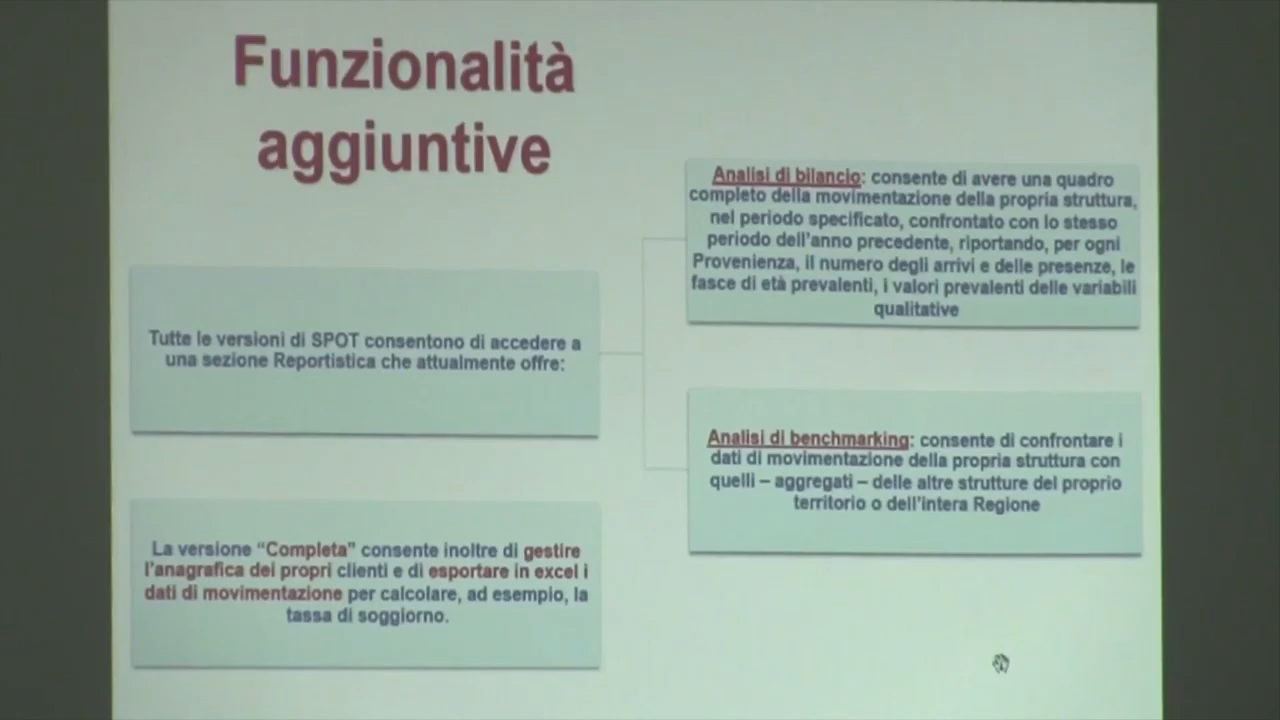 Funzionalità
aggiuntive
Tutte le versioni di SPOT consentono di accedere a
una sezione Reportistica che attualmente offre:
Analisi di bilancio: consente di avere una quadro
completo della movimentazione della propria struttura,
nel periodo specificato, confrontato con lo stesso
periodo dell'anno precedente, riportando, per ogni
Provenienza, il numero degli arrivi e delle presenze, le
fasce di età prevalenti, i valori prevalenti delle variabili
qualitative
Analisi di benchmarking: consente di confrontare i
dati di movimentazione della propria struttura con
quelli – aggregati – delle altre strutture del proprio
territorio o dell'intera Regione
La versione “Completa” consente inoltre di gestire
l'anagrafica dei propri clienti e di esportare in excel i
dati di movimentazione per calcolare, ad esempio, la
tassa di soggiorno.